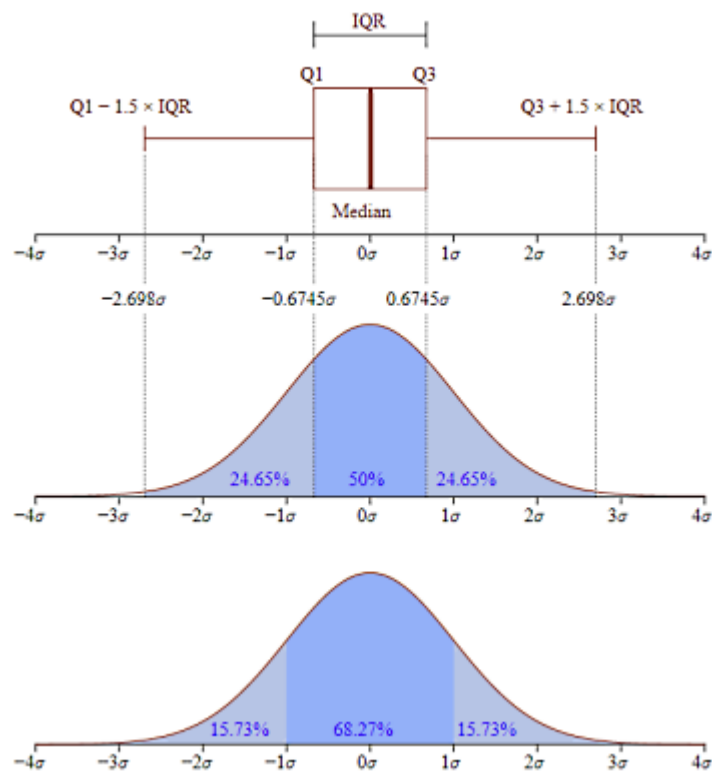 IQR
Q1 Q3
Q1 − 1.5 × IQR Q3 + 1.5 × IQR
Median
−4σ −3σ −2σ −1σ 0σ 1σ 2σ 3σ 4σ
−2.698σ −0.6745σ 0.6745σ 2.698σ
24.65% 50% 24.65%
−4σ −3σ −2σ −1σ 0σ 1σ 2σ 3σ 4σ
15.73% 68.27% 15.73%
−4σ −3σ −2σ −1σ 0σ 1σ 2σ 3σ 4σ